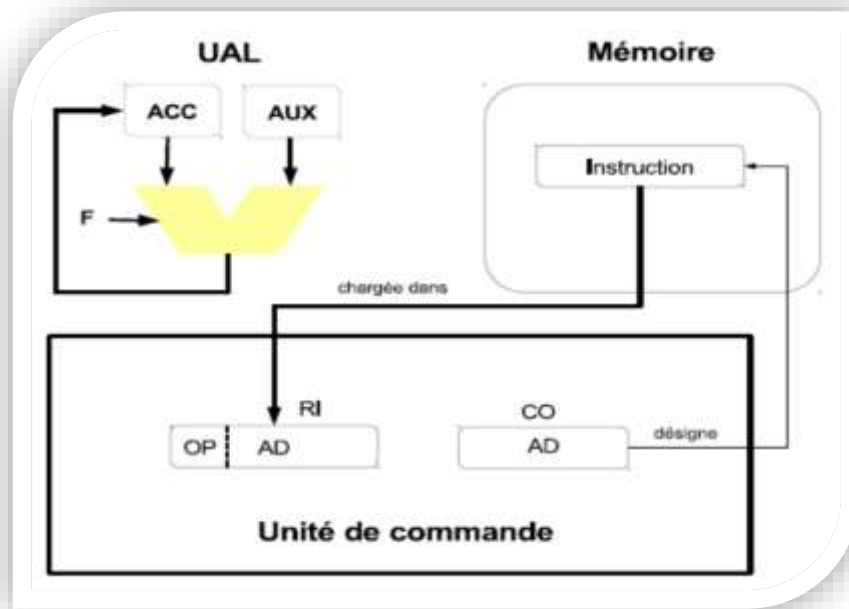 UAL
Mémoire
ACC
AUX
Instruction
F
chargée dans
RI
CO
OP
AD
AD
désigne
Unité de commande